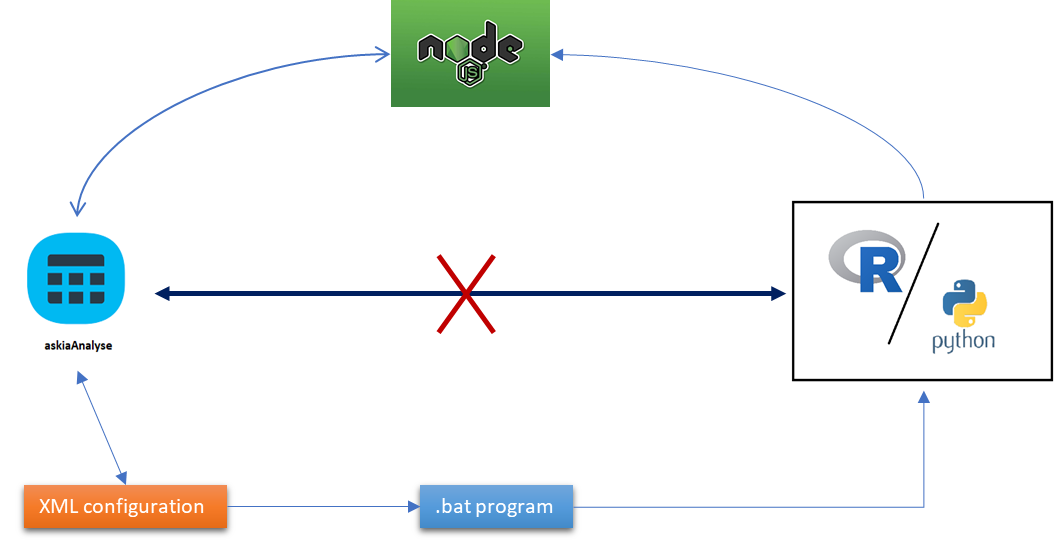 node
JS
R
python
askiaAnalyse
XML configuration
.bat program